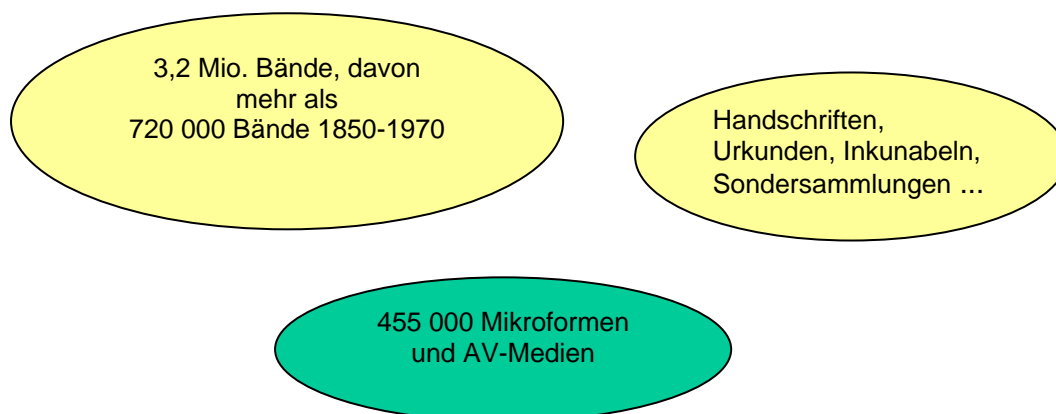 3,2 Mio. Bände, davon
mehr als
720 000 Bände 1850-1970
Handschriften,
Urkunden, Inkunabeln,
Sondersammlungen ...
455 000 Mikroformen
und AV-Medien